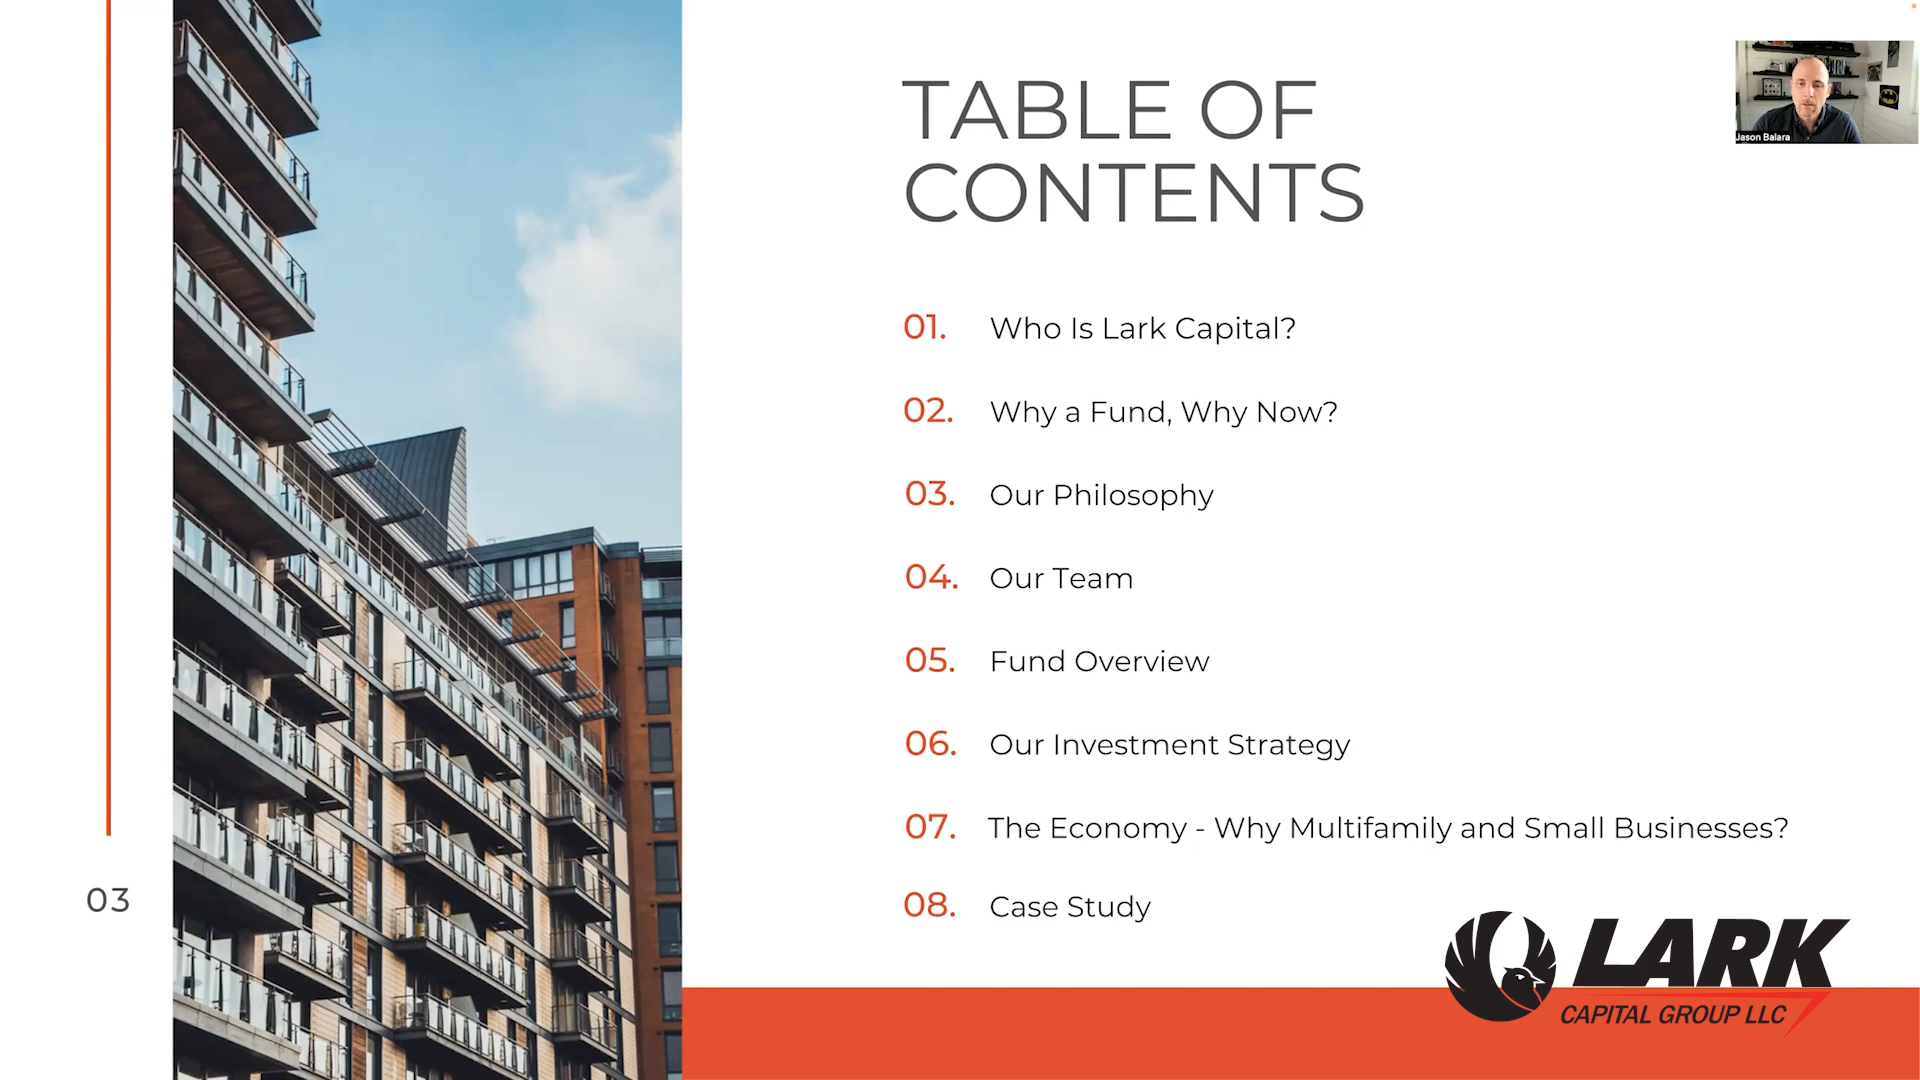 TABLE OF
CONTENTS
Jason Balara
01. Who Is Lark Capital?
02. Why a Fund, Why Now?
03. Our Philosophy
04. Our Team
05. Fund Overview
06. Our Investment Strategy
07. The Economy - Why Multifamily and Small Businesses?
08. Case Study
03
LARK
CAPITAL GROUP LLC